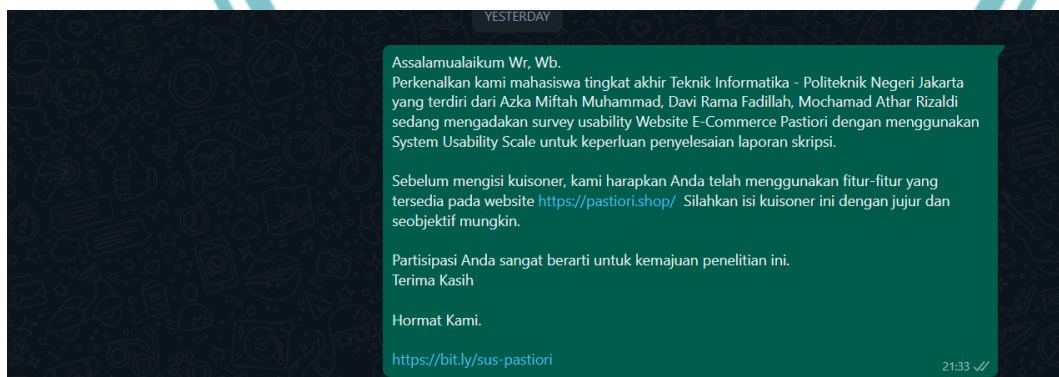 YESTERDAY
Assalamualaikum Wr, Wb.
Perkenalkan kami mahasiswa tingkat akhir Teknik Informatika - Politeknik Negeri Jakarta
yang terdiri dari Azka Miftah Muhammad, Davi Rama Fadillah, Mochamad Athar Rizaldi
sedang mengadakan survey usability Website E-Commerce Pastiori dengan menggunakan
System Usability Scale untuk keperluan penyelesaian laporan skripsi.
Sebelum mengisi kuisoner, kami harapkan Anda telah menggunakan fitur-fitur yang
tersedia pada website https://pastiori.shop/ Silahkan isi kuisoner ini dengan jujur dan
seobjektif mungkin.
Partisipasi Anda sangat berarti untuk kemajuan penelitian ini.
Terima Kasih
Hormat Kami.
https://bit.ly/sus-pastiori
21:33